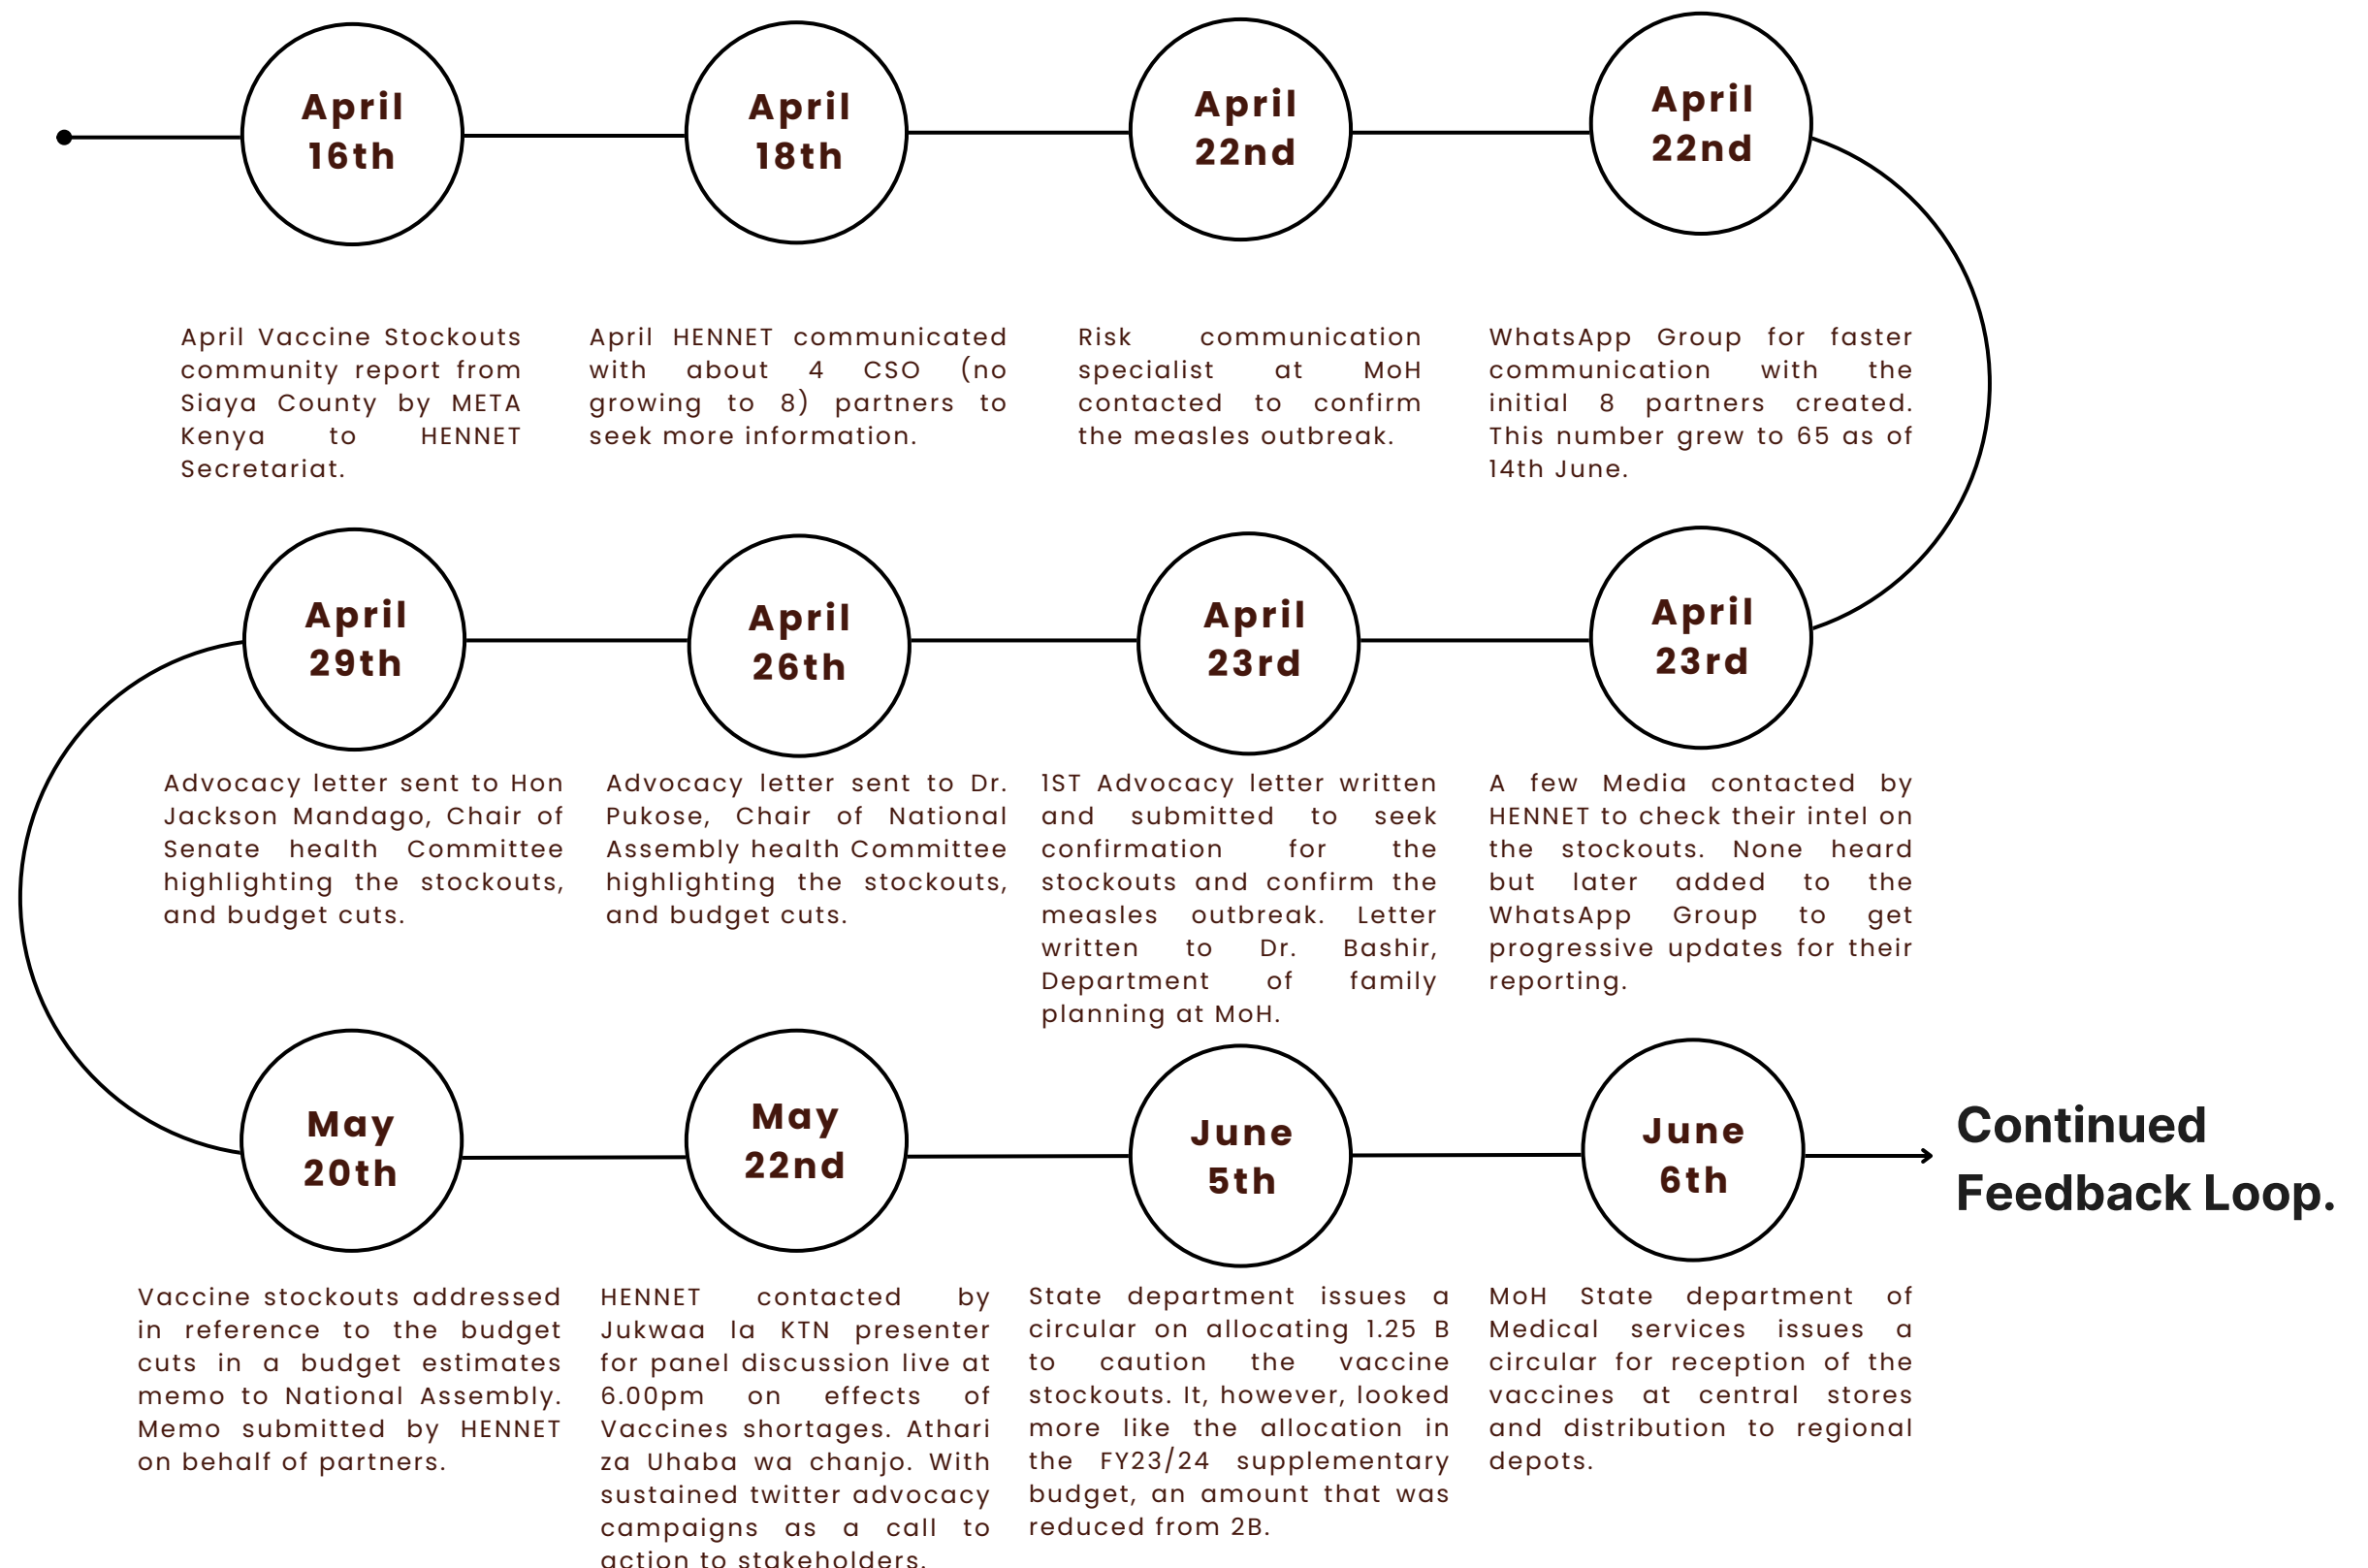 April
16th
April Vaccine Stockouts
community report from
Siaya County by META
Kenya to HENNET
Secretariat.
April
18th
April HENNET communicated
with about 4 CSO (no
growing to 8) partners to
seek more information.
April
22nd
Risk communication
specialist at MoH
contacted to confirm
the measles outbreak.
April
22nd
WhatsApp Group for faster
communication with the
initial 8 partners created.
This number grew to 65 as of
14th June.
April
23rd
A few Media contacted by
HENNET to check their intel on
the stockouts. None heard
but later added to the
WhatsApp Group to get
progressive updates for their
reporting.
April
23rd
1ST Advocacy letter written
and submitted to seek
confirmation for the
stockouts and confirm the
measles outbreak. Letter
written to Dr. Bashir,
Department of family
planning at MoH.
April
26th
Advocacy letter sent to Dr.
Pukose, Chair of National
Assembly health Committee
highlighting the stockouts,
and budget cuts.
April
29th
Advocacy letter sent to Hon
Jackson Mandago, Chair of
Senate health Committee
highlighting the stockouts,
and budget cuts.
May
20th
Vaccine stockouts addressed
in reference to the budget
cuts in a budget estimates
memo to National Assembly.
Memo submitted by HENNET
on behalf of partners.
May
22nd
HENNET contacted by
Jukwaa la KTN presenter
for panel discussion live at
6.00pm on effects of
Vaccines shortages. Athari
za Uhaba wa chanjo. With
sustained twitter advocacy
campaigns as a call to
action to stakeholders.
June
5th
State department issues a
circular on allocating 1.25 B
to caution the vaccine
stockouts. It, however, looked
more like the allocation in
the FY23/24 supplementary
budget, an amount that was
reduced from 2B.
June
6th
MoH State department of
Medical services issues a
circular for reception of the
vaccines at central stores
and distribution to regional
depots.
Continued
Feedback Loop.